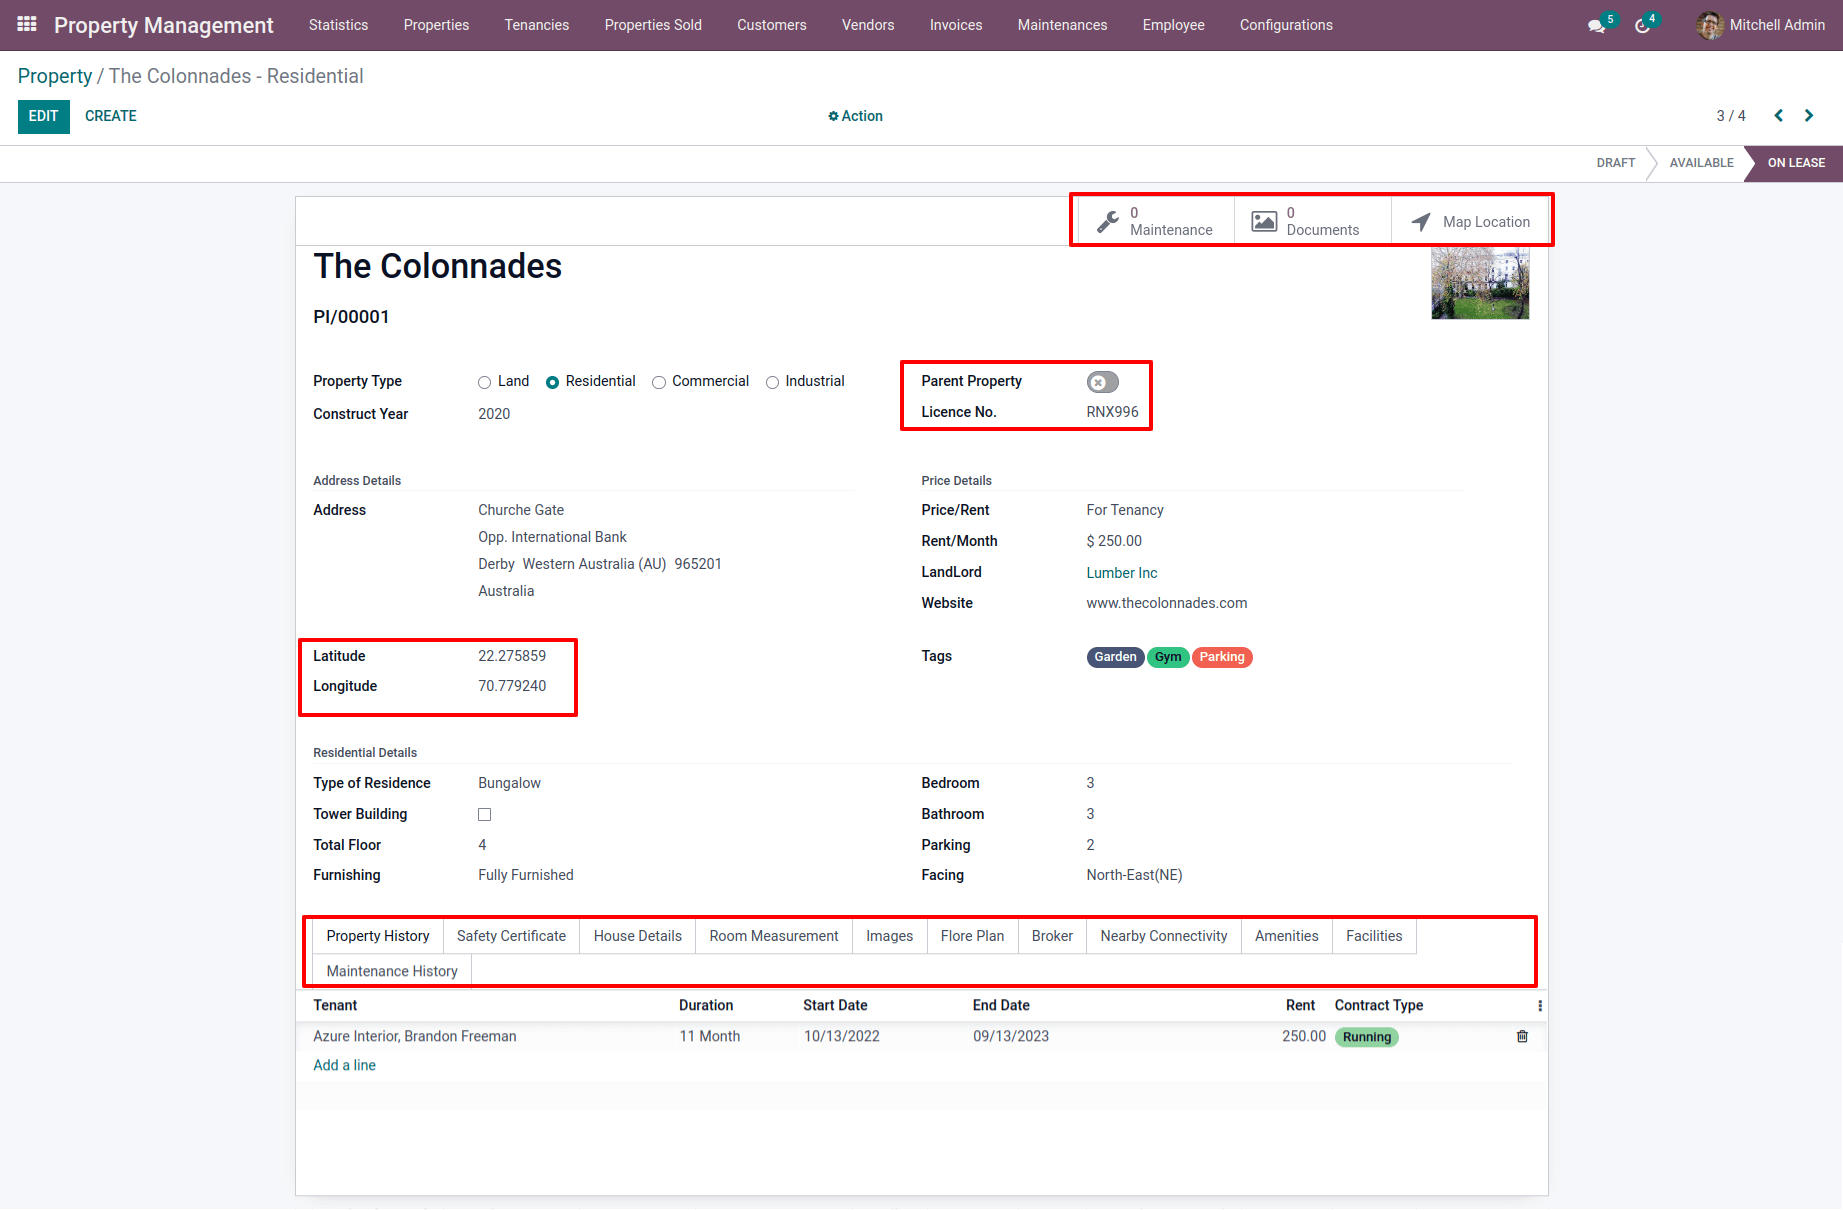 Property Management Statistics Properties Tenancies Properties Sold Customers Vendors Invoices Maintenances Employee Configurations 5 4 Mitchell Admin
Property / The Colonnades - Residential
EDIT CREATE Action 3 / 4
DRAFT AVAILABLE ON LEASE
0 Maintenance
0 Documents
Map Location
The Colonnades
PI/00001
Property Type Land Residential Commercial Industrial
Construct Year 2020
Parent Property
Licence No. RNX996
Address Details
Address Churche Gate
Opp. International Bank
Derby Western Australia (AU) 965201
Australia
Price Details
Price/Rent For Tenancy
Rent/Month $ 250.00
LandLord Lumber Inc
Website www.thecolonnades.com
Latitude 22.275859
Longitude 70.779240
Tags Garden Gym Parking
Residential Details
Type of Residence Bungalow
Tower Building
Total Floor 4
Furnishing Fully Furnished
Bedroom 3
Bathroom 3
Parking 2
Facing North-East(NE)
Property History Safety Certificate House Details Room Measurement Images Flore Plan Broker Nearby Connectivity Amenities Facilities
Maintenance History
Tenant Duration Start Date End Date Rent Contract Type
Azure Interior, Brandon Freeman 11 Month 10/13/2022 09/13/2023 250.00 Running
Add a line